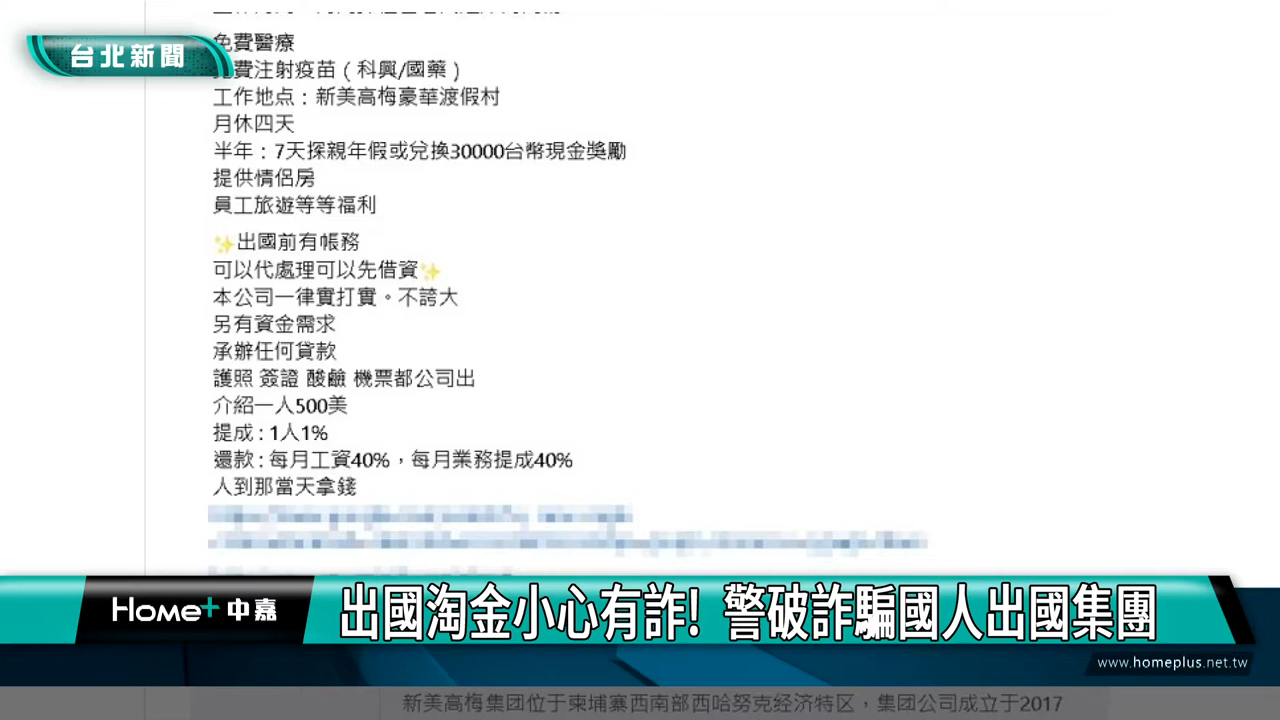 台北新聞
免費醫療
費注射疫苗（科興/國藥）
工作地点：新美高梅豪華渡假村
月休四天
半年：7天探親年假或兌換30000台幣現金獎勵
提供情侶房
員工旅遊等等福利
✨出國前有帳務
可以代處理可以先借資✨
本公司一律實打實。不誇大
另有資金需求
承辦任何貸款
護照 簽證 酸鹼 機票都公司出
介紹一人500美
提成 : 1人1%
還款 : 每月工資40%，每月業務提成40%
人到那當天拿錢
Home+ 中嘉
出國淘金小心有詐! 警破詐騙國人出國集團
www.homeplus.net.tw
新美高梅集团位于柬埔寨西南部西哈努克经济特区，集团公司成立于2017